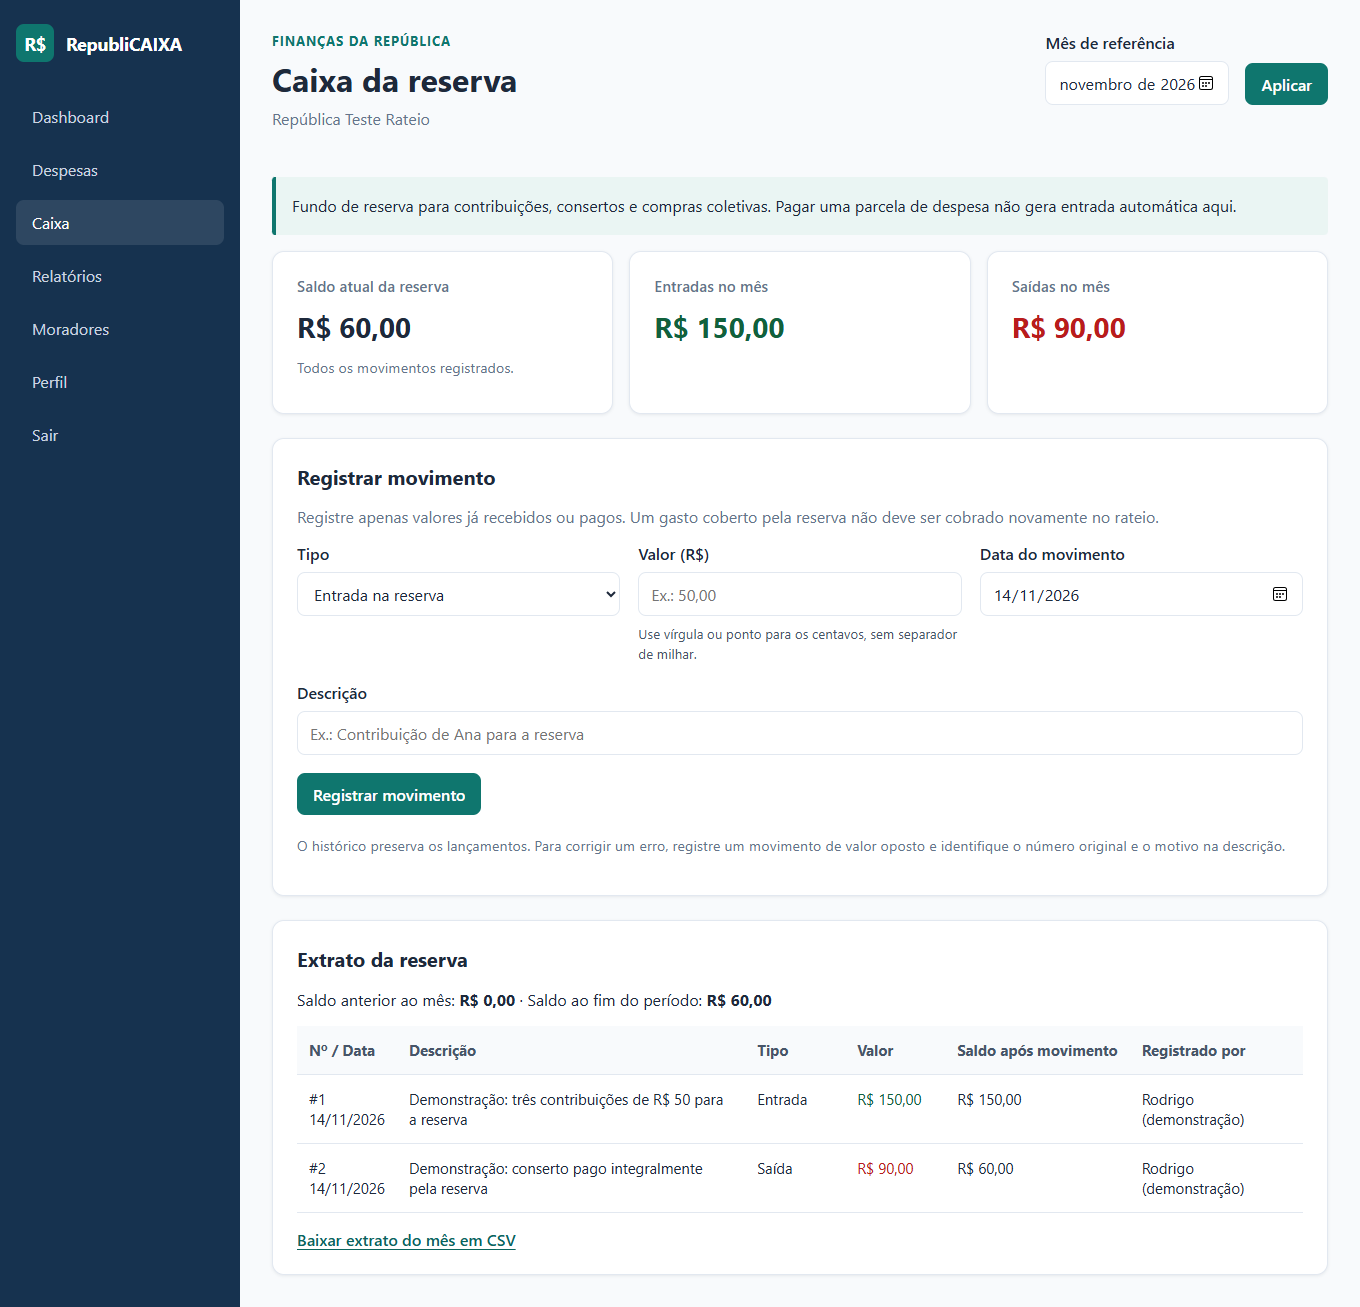 R$ RepubliCAIXA
Dashboard
Despesas
Caixa
Relatórios
Moradores
Perfil
Sair
FINANÇAS DA REPÚBLICA
Caixa da reserva
República Teste Rateio
Mês de referência
novembro de 2026
Aplicar
Fundo de reserva para contribuições, consertos e compras coletivas. Pagar uma parcela de despesa não gera entrada automática aqui.
Saldo atual da reserva
R$ 60,00
Todos os movimentos registrados.
Entradas no mês
R$ 150,00
Saídas no mês
R$ 90,00
Registrar movimento
Registre apenas valores já recebidos ou pagos. Um gasto coberto pela reserva não deve ser cobrado novamente no rateio.
Tipo
Entrada na reserva
Valor (R$)
Ex.: 50,00
Use vírgula ou ponto para os centavos, sem separador
de milhar.
Data do movimento
14/11/2026
Descrição
Ex.: Contribuição de Ana para a reserva
Registrar movimento
O histórico preserva os lançamentos. Para corrigir um erro, registre um movimento de valor oposto e identifique o número original e o motivo na descrição.
Extrato da reserva
Saldo anterior ao mês: R$ 0,00 · Saldo ao fim do período: R$ 60,00
Nº / Data Descrição Tipo Valor Saldo após movimento Registrado por
#1 Demonstração: três contribuições de R$ 50 para Entrada R$ 150,00 R$ 150,00 Rodrigo
14/11/2026 a reserva (demonstração)
#2 Demonstração: conserto pago integralmente Saída R$ 90,00 R$ 60,00 Rodrigo
14/11/2026 pela reserva (demonstração)
Baixar extrato do mês em CSV